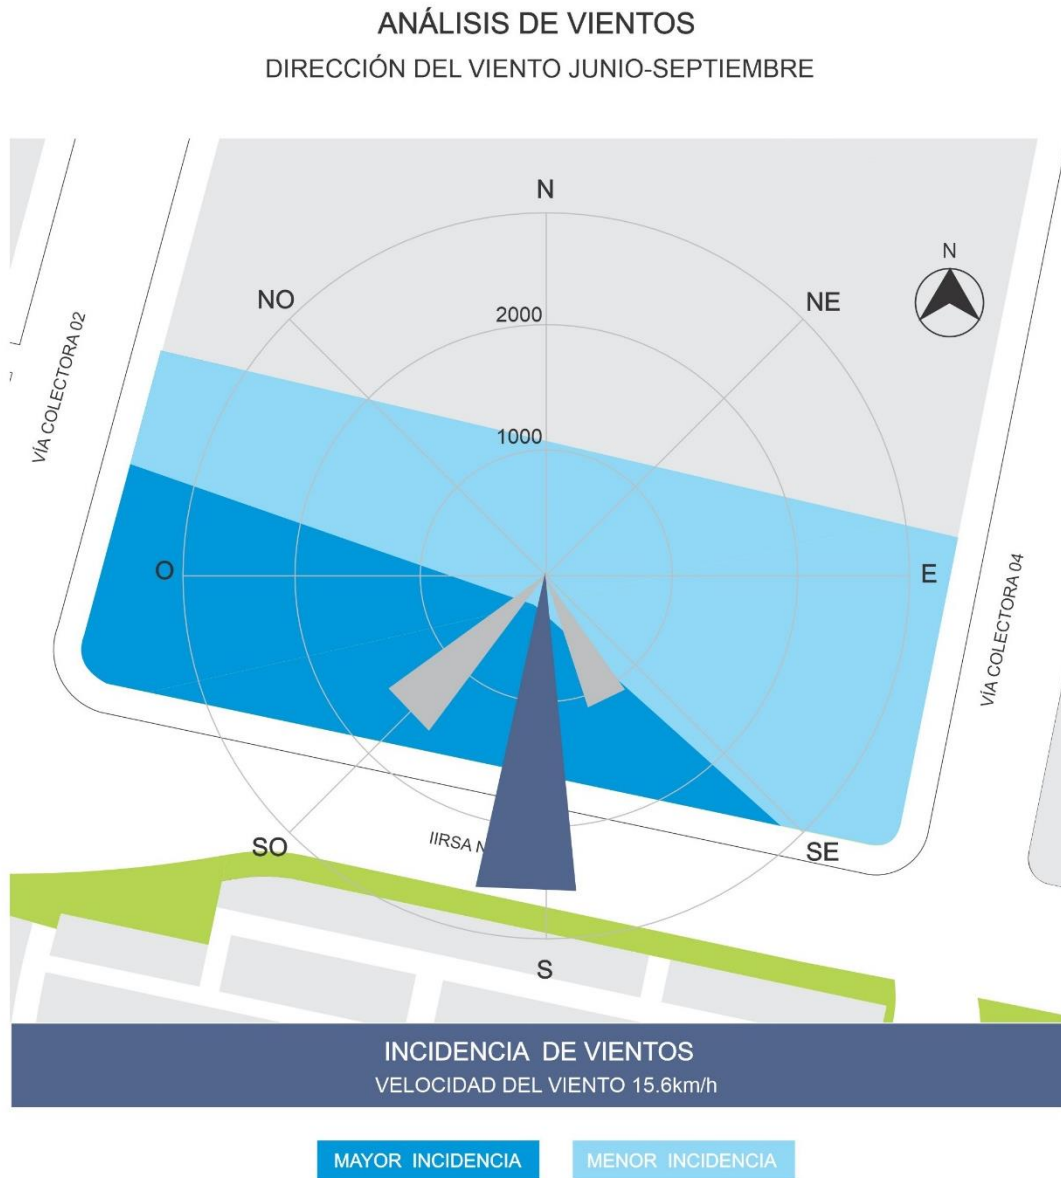 ANÁLISIS DE VIENTOS
DIRECCIÓN DEL VIENTO JUNIO-SEPTIEMBRE
N
NO
NE
N
2000
1000
VÍA COLECTORA 02
O
E
VÍA COLECTORA 04
IIRSA N
SO
SE
S
INCIDENCIA DE VIENTOS
VELOCIDAD DEL VIENTO 15.6km/h
MAYOR INCIDENCIA
MENOR INCIDENCIA